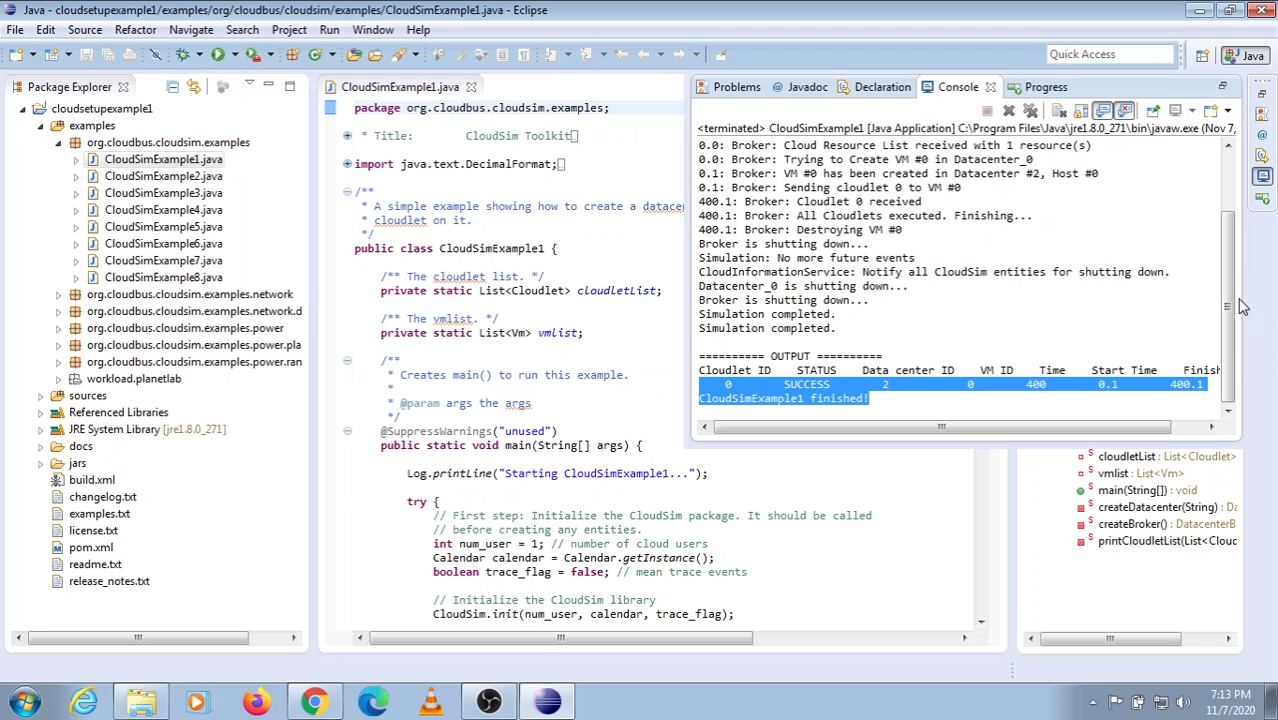 Java - cloudsetupexample1/examples/org/cloudbus/cloudsim/examples/CloudSimExample1.java - Eclipse
File Edit Source Refactor Navigate Search Project Run Window Help
Quick Access
Java
Package Explorer
cloudsetupexample1
examples
org.cloudbus.cloudsim.examples
CloudSimExample1.java
CloudSimExample2.java
CloudSimExample3.java
CloudSimExample4.java
CloudSimExample5.java
CloudSimExample6.java
CloudSimExample7.java
CloudSimExample8.java
org.cloudbus.cloudsim.examples.network
org.cloudbus.cloudsim.examples.network.d
org.cloudbus.cloudsim.examples.power
org.cloudbus.cloudsim.examples.power.pla
org.cloudbus.cloudsim.examples.power.ran
workload.planetlab
sources
Referenced Libraries
JRE System Library [jre1.8.0_271]
docs
jars
build.xml
changelog.txt
examples.txt
license.txt
pom.xml
readme.txt
release_notes.txt
CloudSimExample1.java
package org.cloudbus.cloudsim.examples;
* Title: CloudSim Toolkit
import java.text.DecimalFormat;
/**
* A simple example showing how to create a datace
* cloudlet on it.
*/
public class CloudSimExample1 {
/** The cloudlet list. */
private static List<Cloudlet> cloudletList;
/** The vmlist. */
private static List<Vm> vmlist;
/**
* Creates main() to run this example.
*
* @param args the args
*/
@SuppressWarnings("unused")
public static void main(String[] args) {
Log.printLine("Starting CloudSimExample1...");
try {
// First step: Initialize the CloudSim package. It should be called
// before creating any entities.
int num_user = 1; // number of cloud users
Calendar calendar = Calendar.getInstance();
boolean trace_flag = false; // mean trace events
// Initialize the CloudSim library
CloudSim.init(num_user, calendar, trace_flag);
Problems Javadoc Declaration Console Progress
<terminated> CloudSimExample1 [Java Application] C:\Program Files\Java\jre1.8.0_271\bin\javaw.exe (Nov 7,
0.0: Broker: Cloud Resource List received with 1 resource(s)
0.0: Broker: Trying to Create VM #0 in Datacenter_0
0.1: Broker: VM #0 has been created in Datacenter #2, Host #0
0.1: Broker: Sending cloudlet 0 to VM #0
400.1: Broker: Cloudlet 0 received
400.1: Broker: All Cloudlets executed. Finishing...
400.1: Broker: Destroying VM #0
Broker is shutting down...
Simulation: No more future events
CloudInformationService: Notify all CloudSim entities for shutting down.
Datacenter_0 is shutting down...
Broker is shutting down...
Simulation completed.
Simulation completed.
========== OUTPUT ==========
Cloudlet ID STATUS Data center ID VM ID Time Start Time Finish
0 SUCCESS 2 0 400 0.1 400.1
CloudSimExample1 finished!
cloudletList : List<Cloudlet>
vmlist : List<Vm>
main(String[]) : void
createDatacenter(String) : Da
createBroker() : DatacenterB
printCloudletList(List<Clouc
7:13 PM
11/7/2020